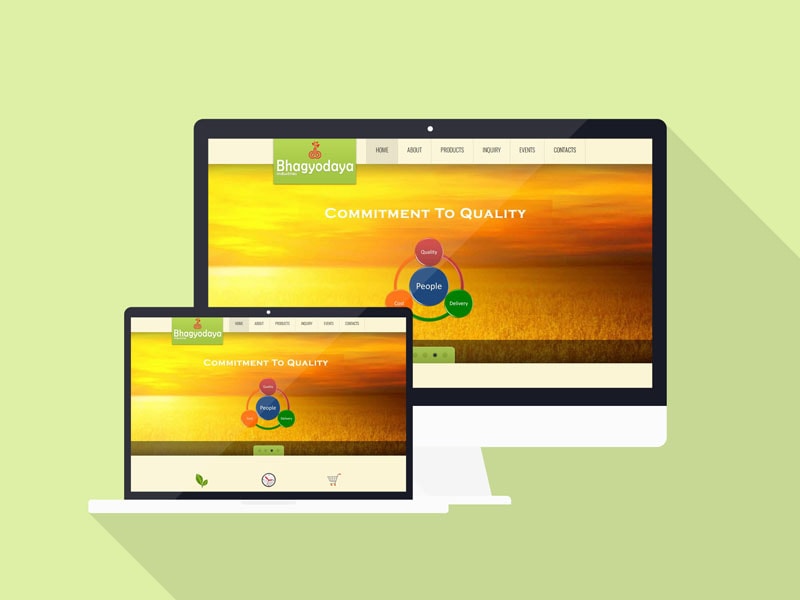 Bhagyodaya
HOME ABOUT PRODUCTS INQUIRY EVENTS CONTACTS
COMMITMENT TO QUALITY
Quality
People
Cost Delivery
Bhagyodaya
HOME ABOUT PRODUCTS INQUIRY EVENTS CONTACTS
COMMITMENT TO QUALITY
Quality
People
Cost Delivery